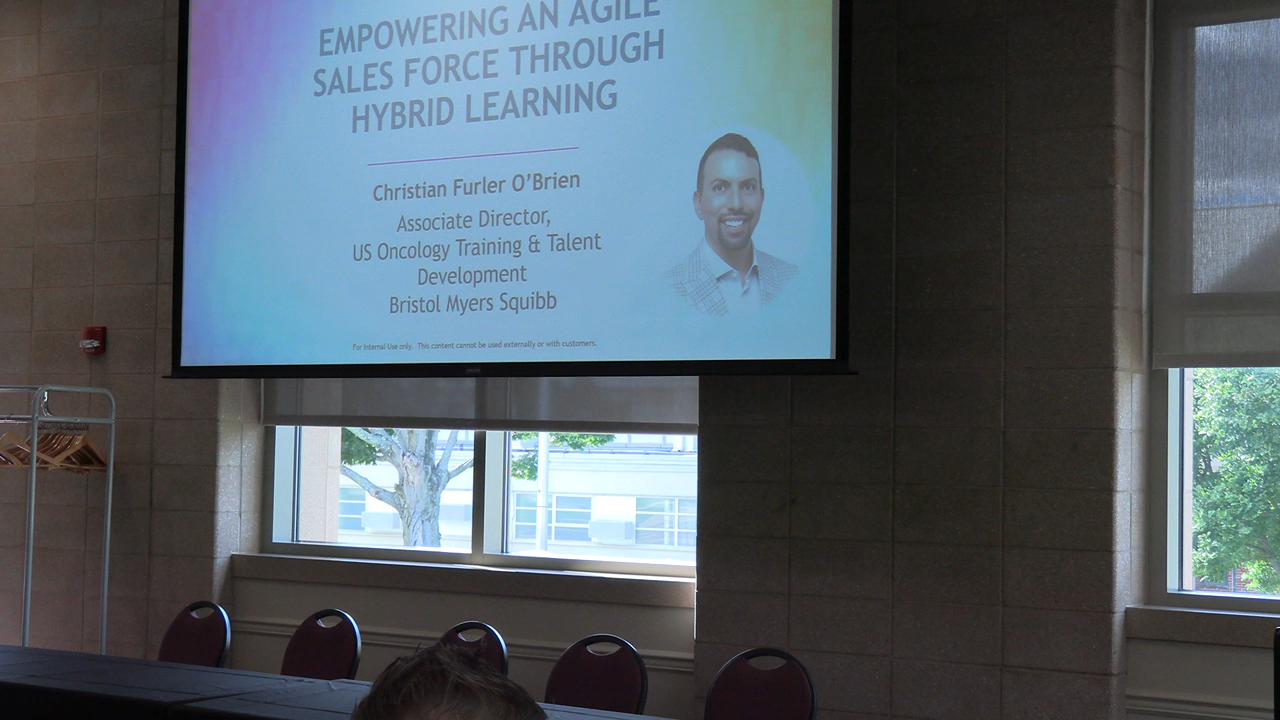 EMPOWERING AN AGILE
SALES FORCE THROUGH
HYBRID LEARNING
Christian Furler O'Brien
Associate Director,
US Oncology Training & Talent
Development
Bristol Myers Squibb
For Internal Use only. This content cannot be used externally or with customers.